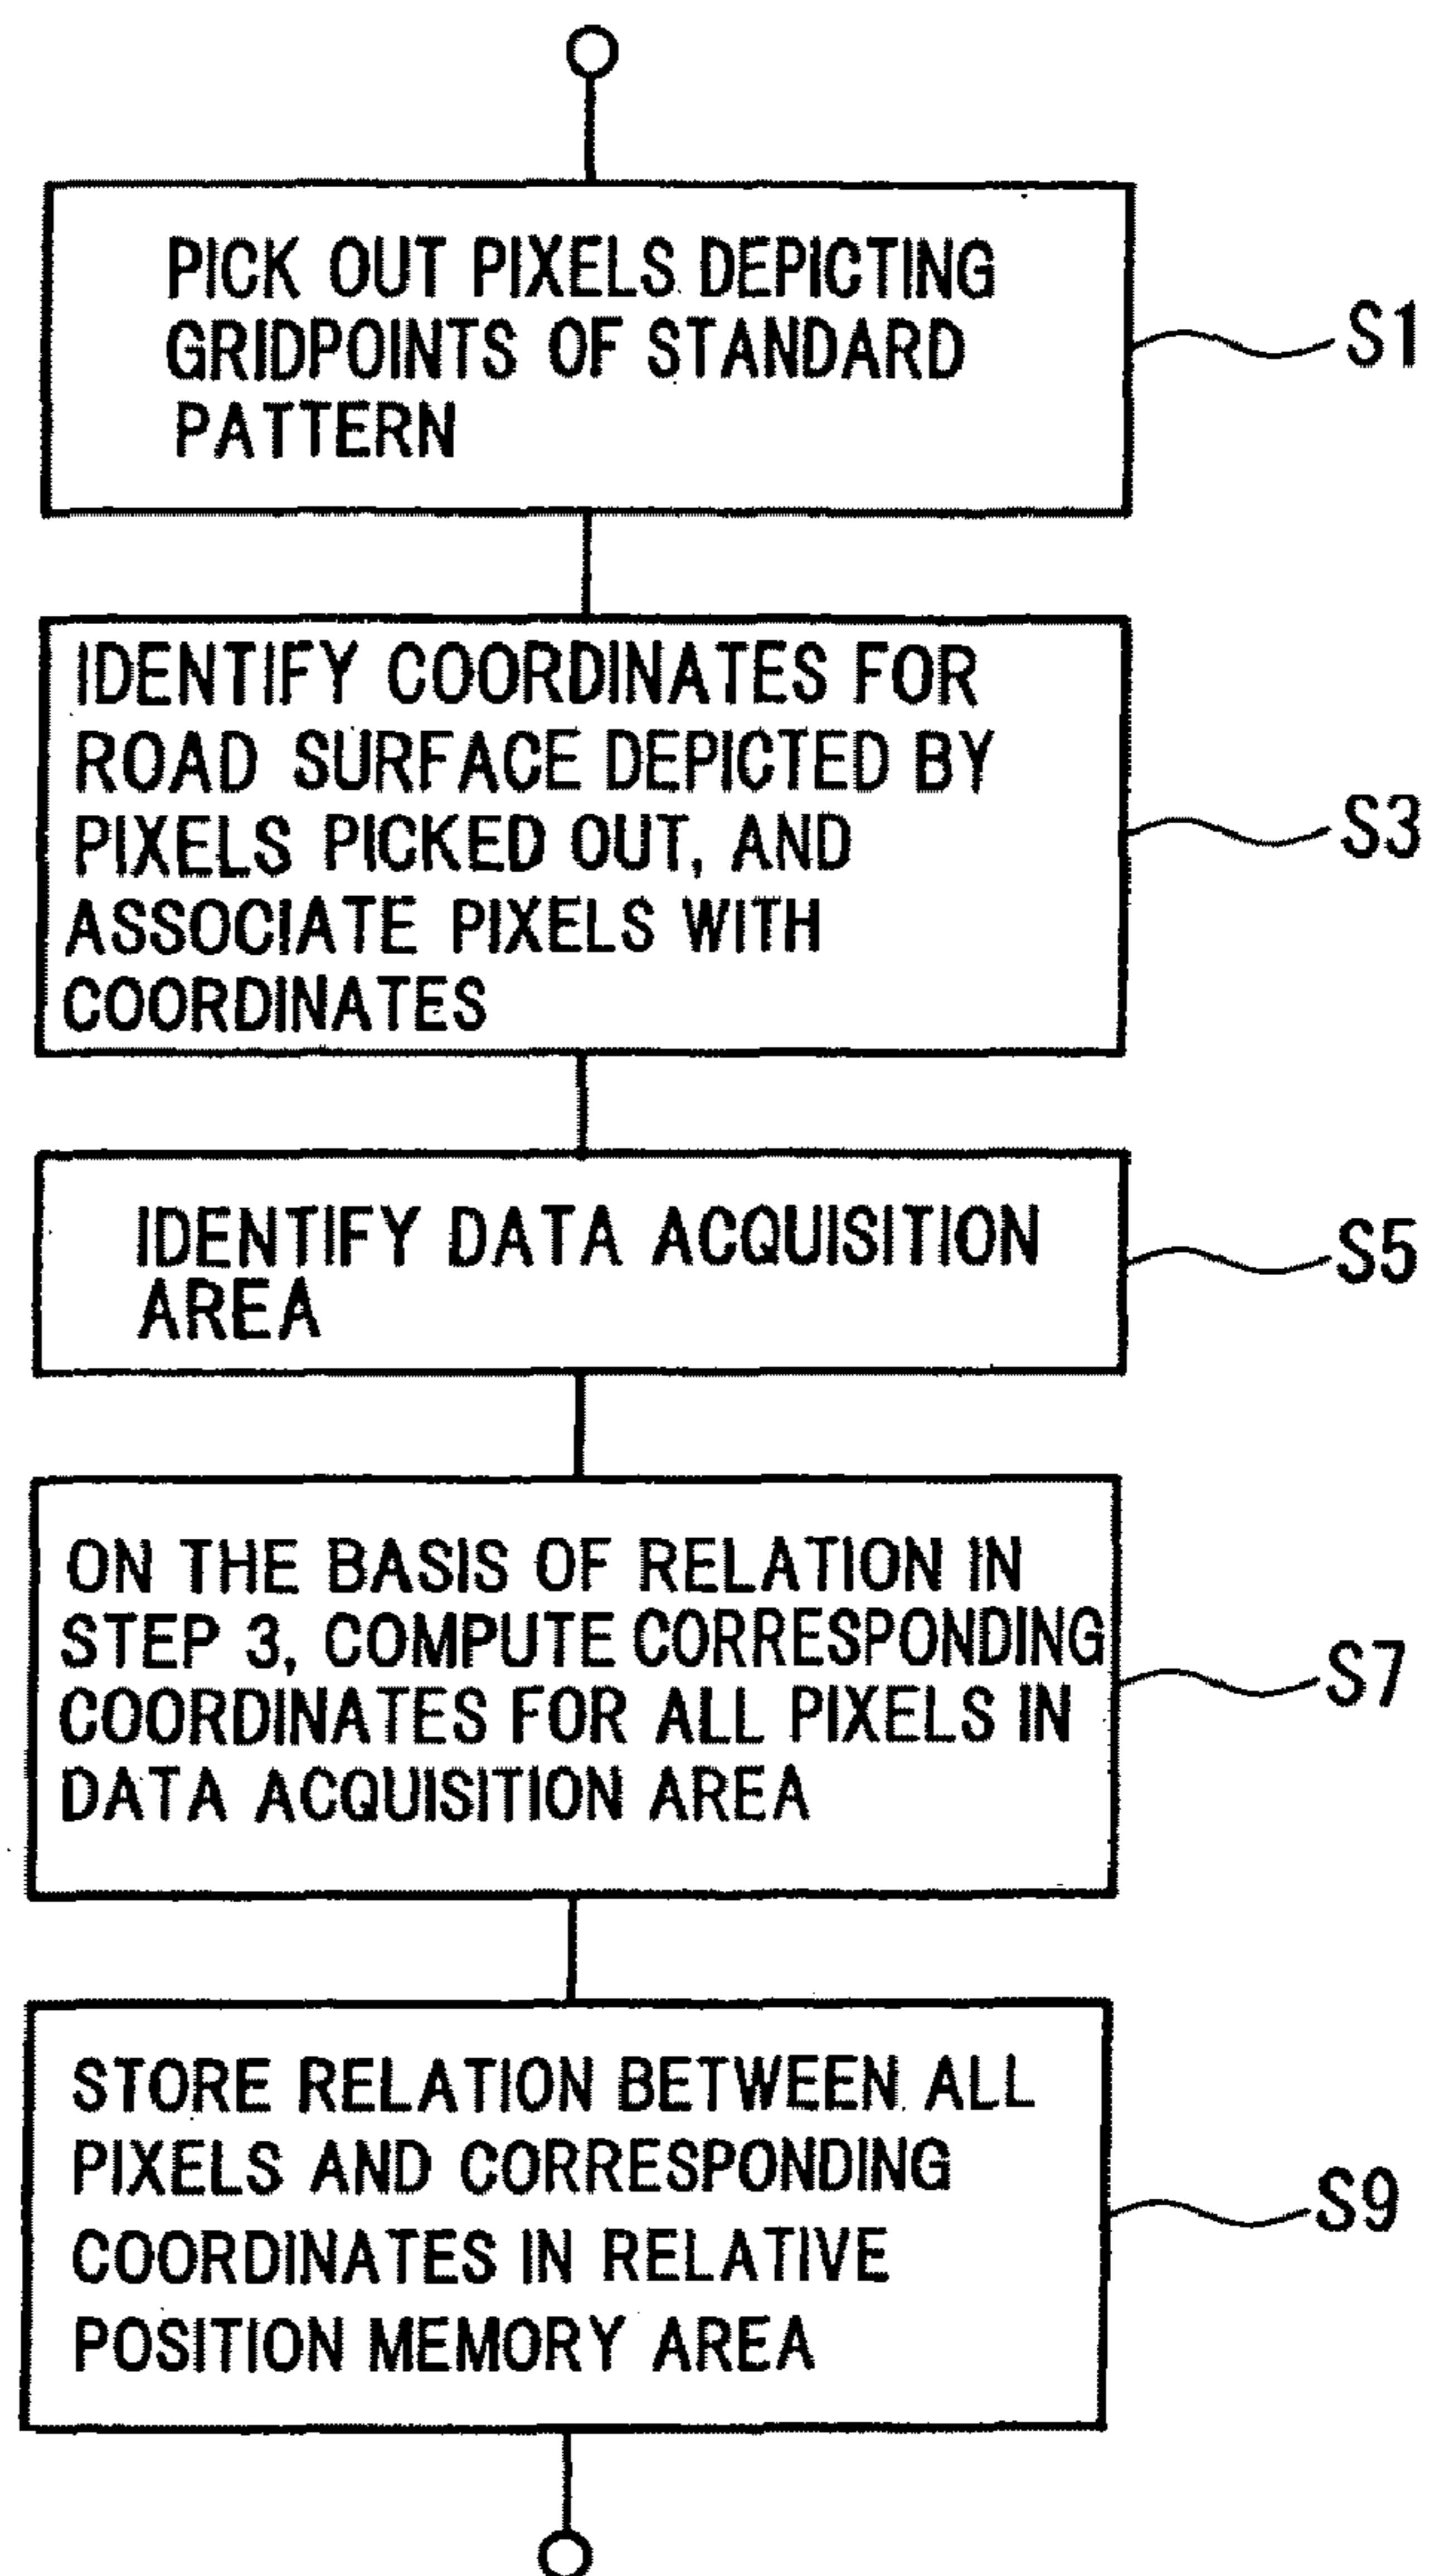 PICK OUT PIXELS DEPICTING
GRIDPOINTS OF STANDARD
PATTERN
S1
IDENTIFY COORDINATES FOR
ROAD SURFACE DEPICTED BY
PIXELS PICKED OUT, AND
ASSOCIATE PIXELS WITH
COORDINATES
S3
IDENTIFY DATA ACQUISITION
AREA
S5
ON THE BASIS OF RELATION IN
STEP 3, COMPUTE CORRESPONDING
COORDINATES FOR ALL PIXELS IN
DATA ACQUISITION AREA
S7
STORE RELATION BETWEEN ALL
PIXELS AND CORRESPONDING
COORDINATES IN RELATIVE
POSITION MEMORY AREA
S9